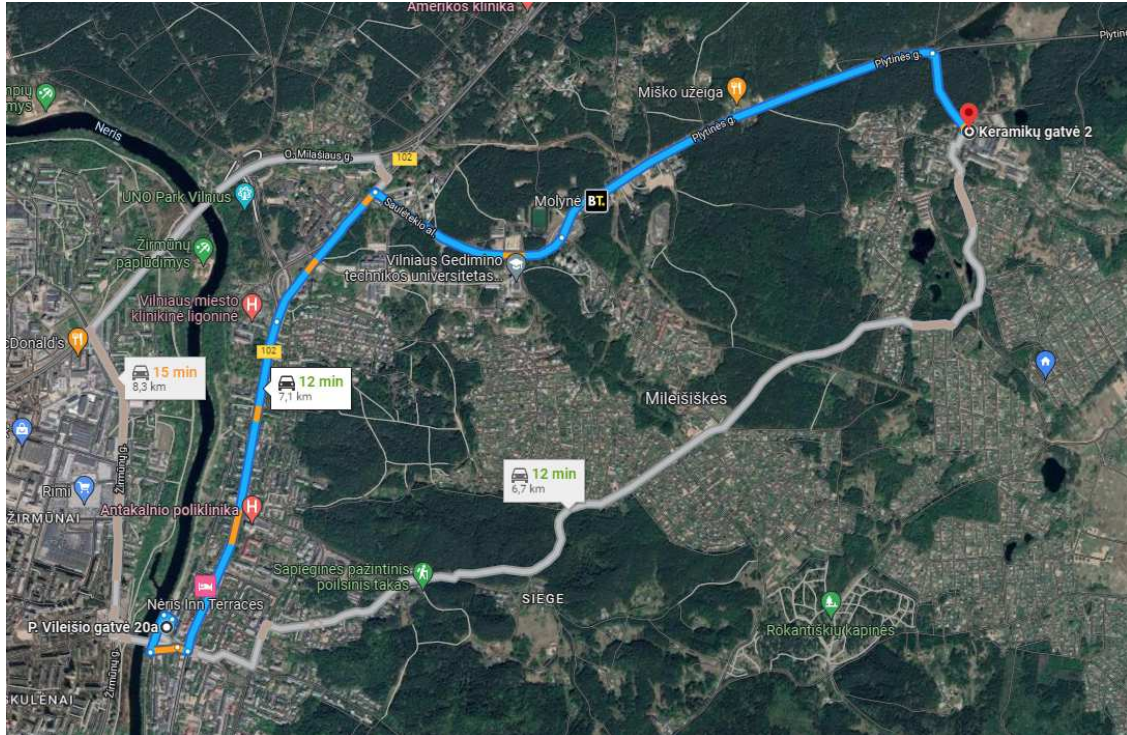 Amerikos klinika
Plytinės g.
Plytinė
Miško užeiga
Neris
O. Milašiaus g.
102
Keramikų gatvė 2
UNO Park Vilnius
Plytinės g.
Molynė
BT.
Saulėtekio al.
Žirmūnų
paplūdimys
Vilniaus Gedimino
technikos universitetas...
Vilniaus miesto
klinikinė ligoninė
102
15 min
8,3 km
12 min
7,1 km
Mileišiškės
12 min
6,7 km
Žirmūnų g.
Rimi
ŽIRMŪNAI
Antakalnio poliklinika
Sapieginės pažintinis
poilsinis takas
SIEGE
Nėris Inn Terraces
P. Vileišio gatvė 20a
Rokantiškių kapinės
Žirmūnų g.